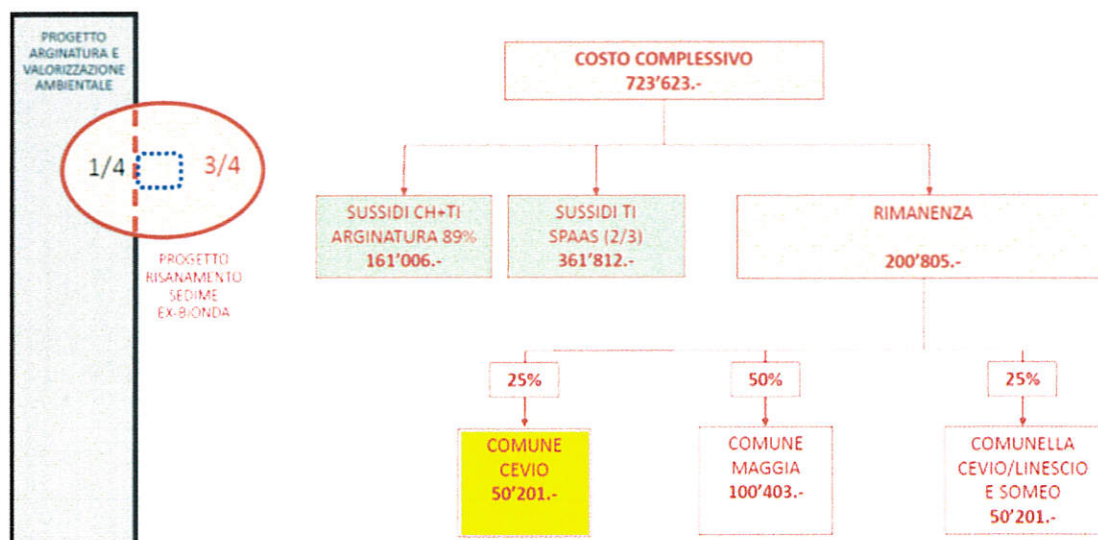 PROGETTO
ARGINATURA E
VALORIZZAZIONE
AMBIENTALE
1/4
3/4
PROGETTO
RISANAMENTO
SEDIME
EX-BIONDA
COSTO COMPLESSIVO
723'623.-
SUSSIDI CH+TI
ARGINATURA 89%
161'006.-
SUSSIDI TI
SPAAS (2/3)
361'812.-
RIMANENZA
200'805.-
25%
50%
25%
COMUNE
CEVIO
50'201.-
COMUNE
MAGGIA
100'403.-
COMUNELLA
CEVIO/LINESCIO
E SOMEO
50'201.-